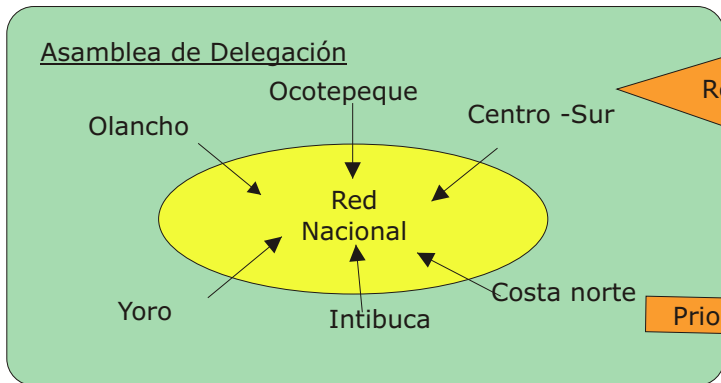 Asamblea de Delegación
Ocotepeque
Olancho
Centro -Sur
Red
Nacional
Yoro
Intibuca
Costa norte